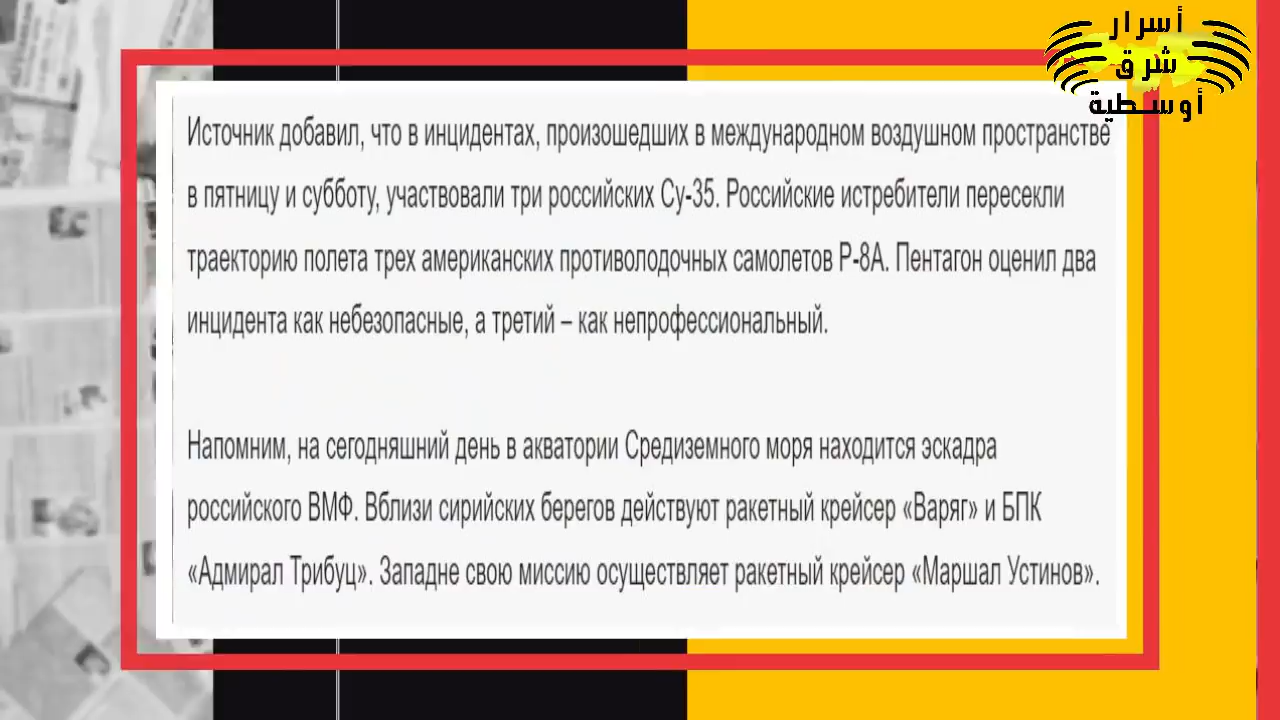 أسرار
شرق
أوسطية
Источник добавил, что в инцидентах, произошедших в международном воздушном пространстве
в пятницу и субботу, участвовали три российских Су-35. Российские истребители пересекли
траекторию полета трех американских противолодочных самолетов P-8A. Пентагон оценил два
инцидента как небезопасные, а третий – как непрофессиональный.
Напомним, на сегодняшний день в акватории Средиземного моря находится эскадра
российского ВМФ. Вблизи сирийских берегов действуют ракетный крейсер «Варяг» и БПК
«Адмирал Трибуц». Западне свою миссию осуществляет ракетный крейсер «Маршал Устинов».